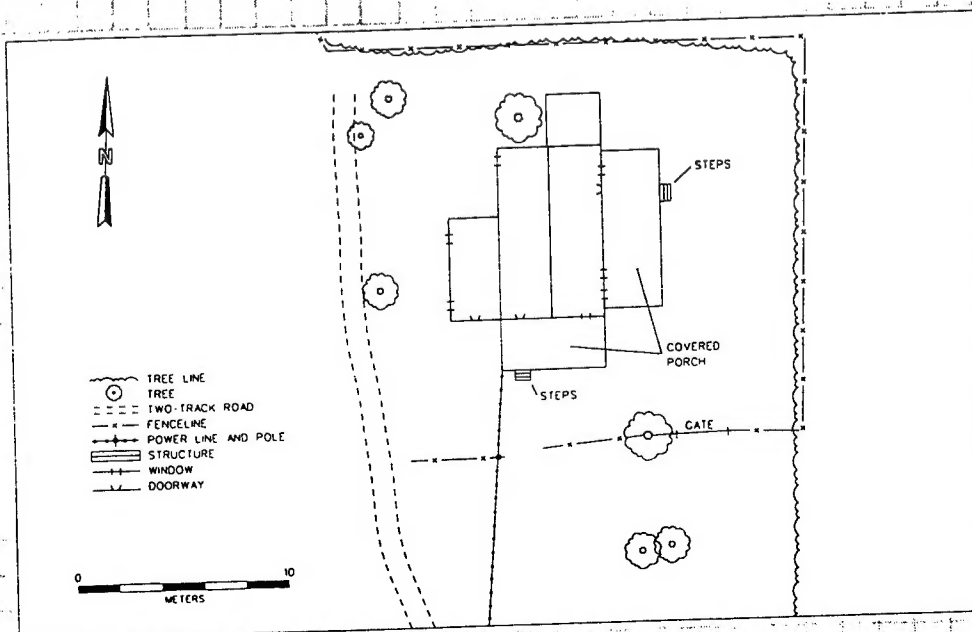 N
STEPS
COVERED
PORCH
STEPS
GATE
TREE LINE
TREE
TWO-TRACK ROAD
FENCELINE
POWER LINE AND POLE
STRUCTURE
WINDOW
DOORWAY
0 10
METERS